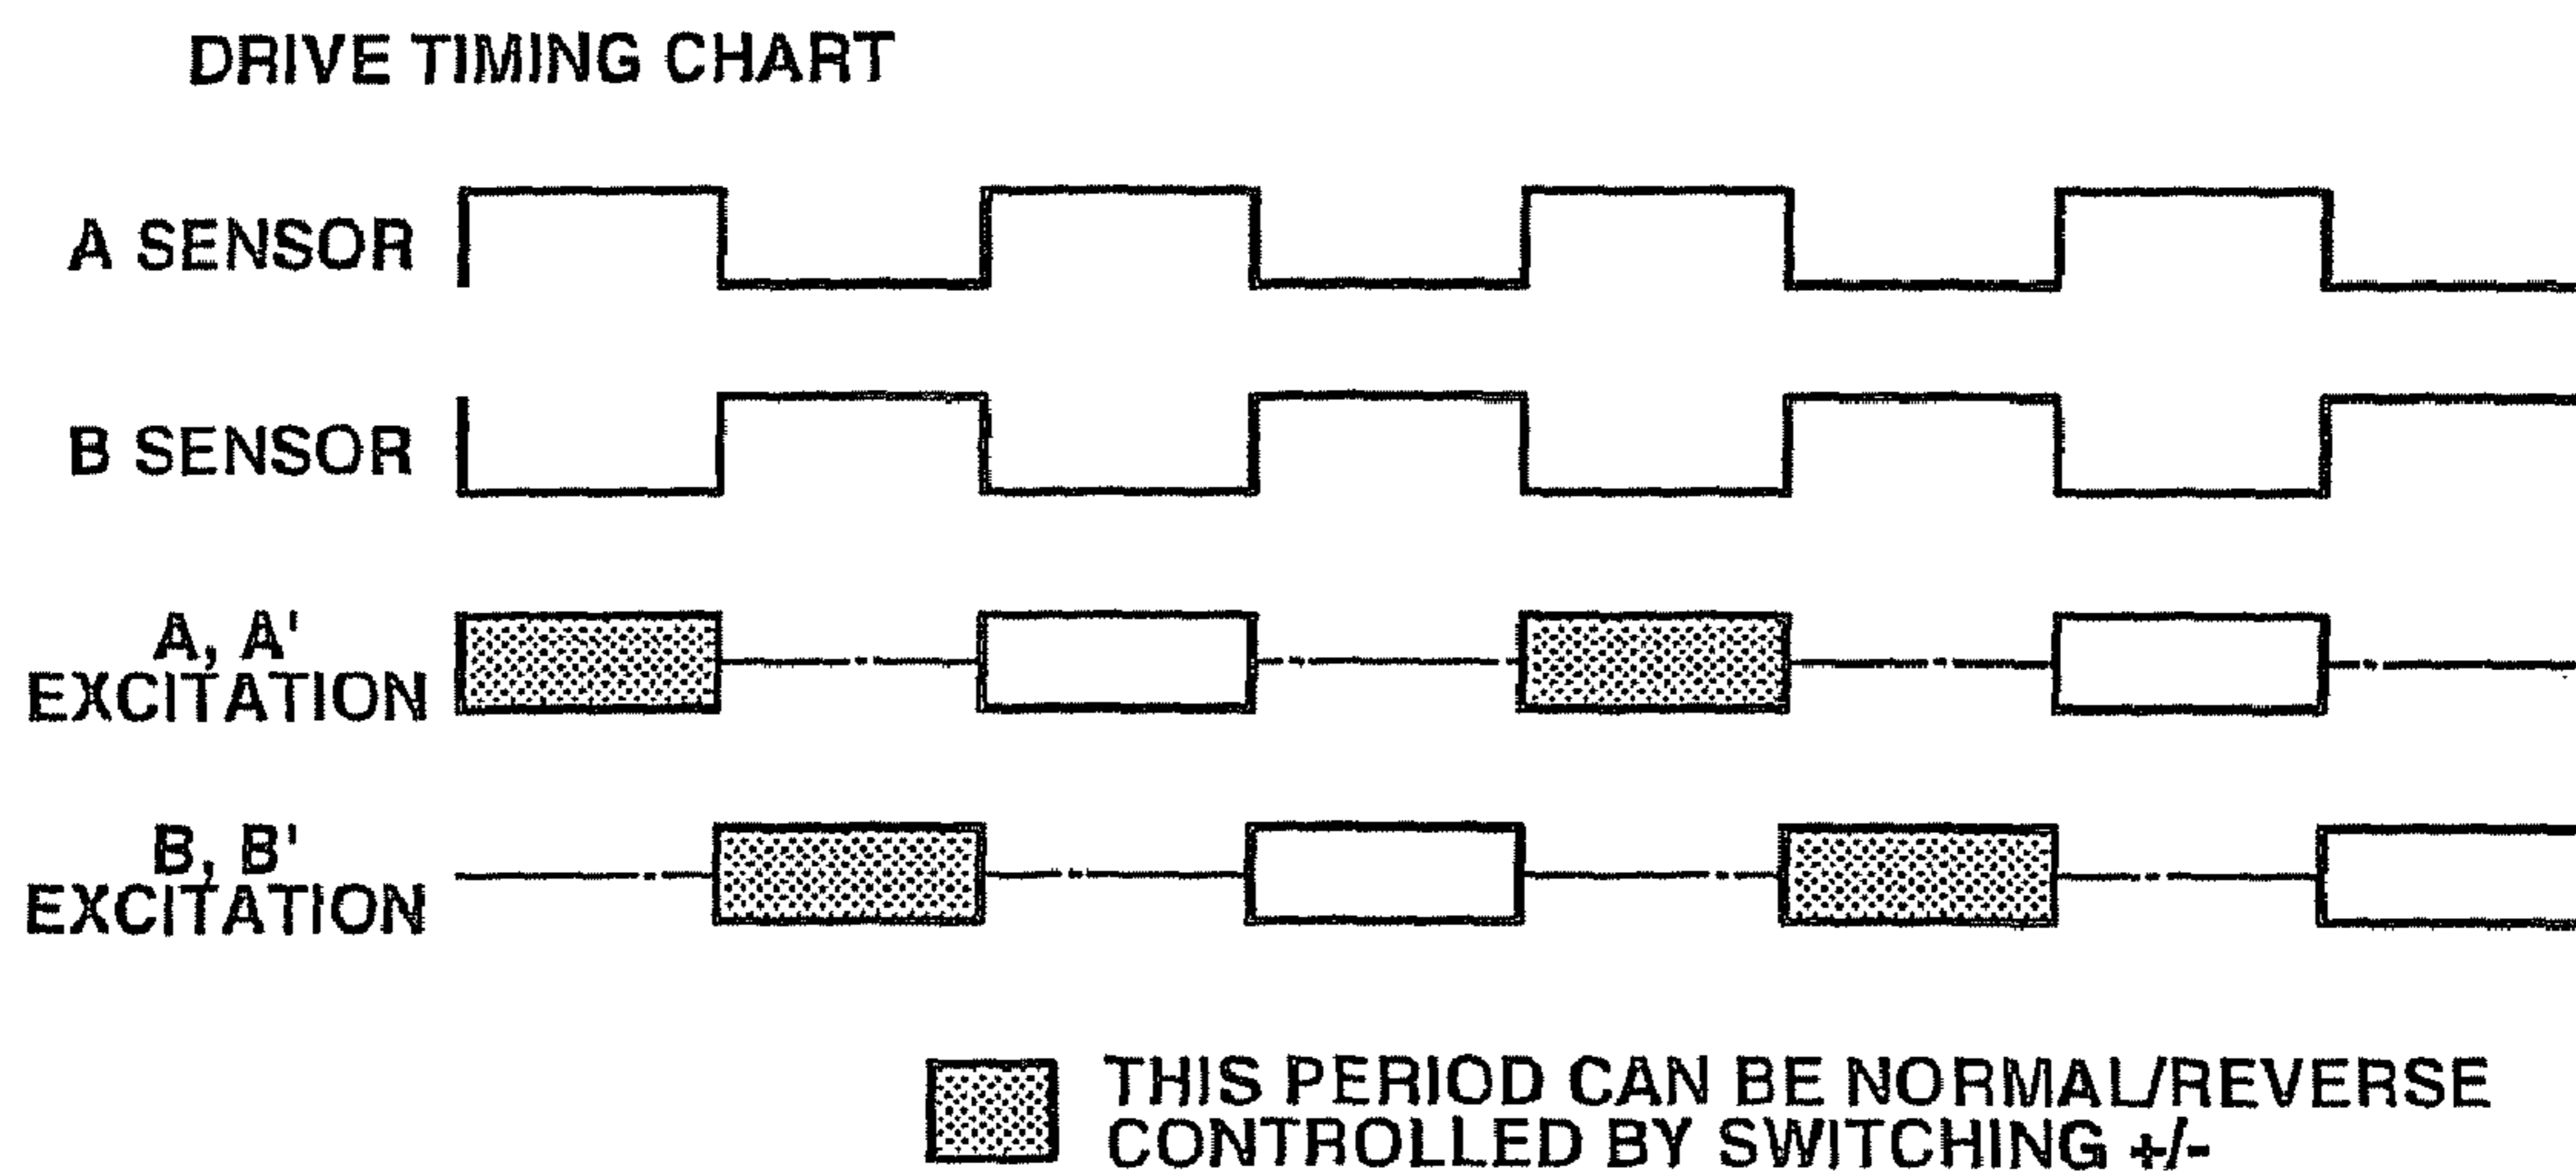 DRIVE TIMING CHART
A SENSOR
B SENSOR
A, A'
EXCITATION
B, B'
EXCITATION
THIS PERIOD CAN BE NORMAL/REVERSE
CONTROLLED BY SWITCHING +/-